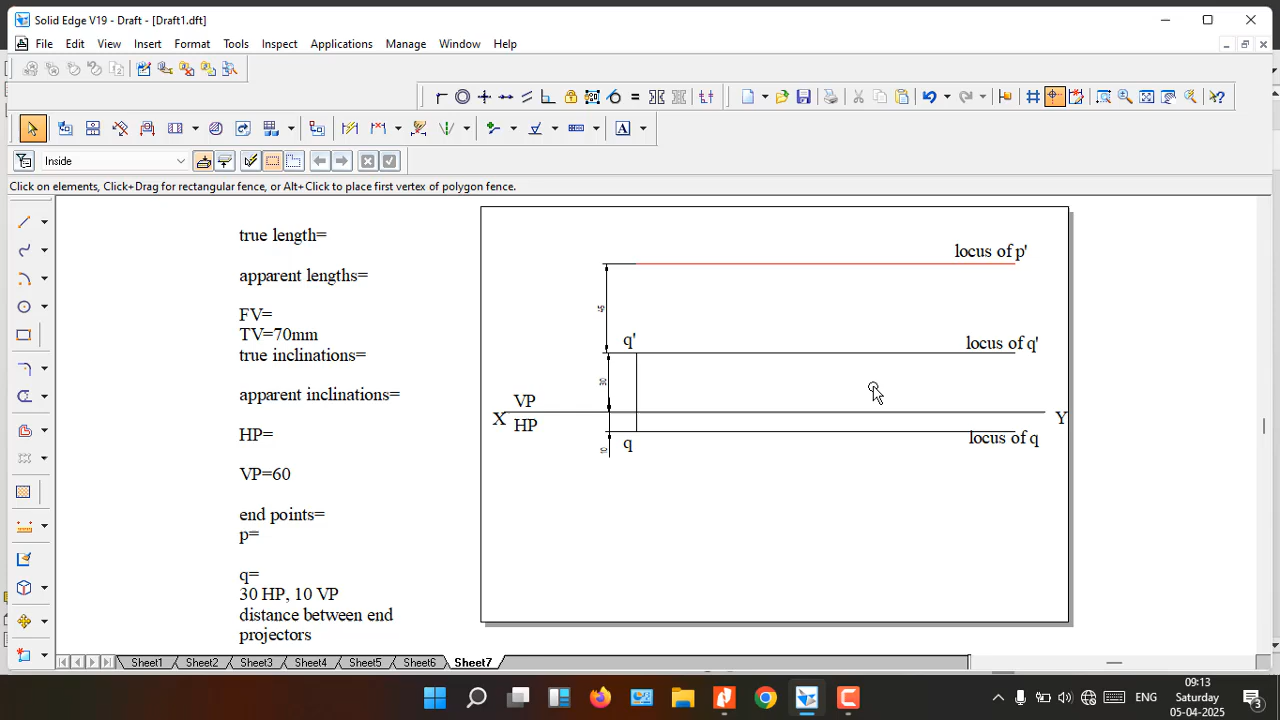 Solid Edge V19 - Draft - [Draft1.dft]
File Edit View Insert Format Tools Inspect Applications Manage Window Help
Inside
A
Click on elements, Click+Drag for rectangular fence, or Alt+Click to place first vertex of polygon fence.
true length=
apparent lengths=
FV=
TV=70mm
true inclinations=
apparent inclinations=
HP=
VP=60
end points=
p=
q=
30 HP, 10 VP
distance between end
projectors
locus of p'
45
q'
locus of q'
30
VP
X
Y
HP
q
10
locus of q
Sheet1 Sheet2 Sheet3 Sheet4 Sheet5 Sheet6 Sheet7
ENG
09:13
Saturday
05-04-2025
3